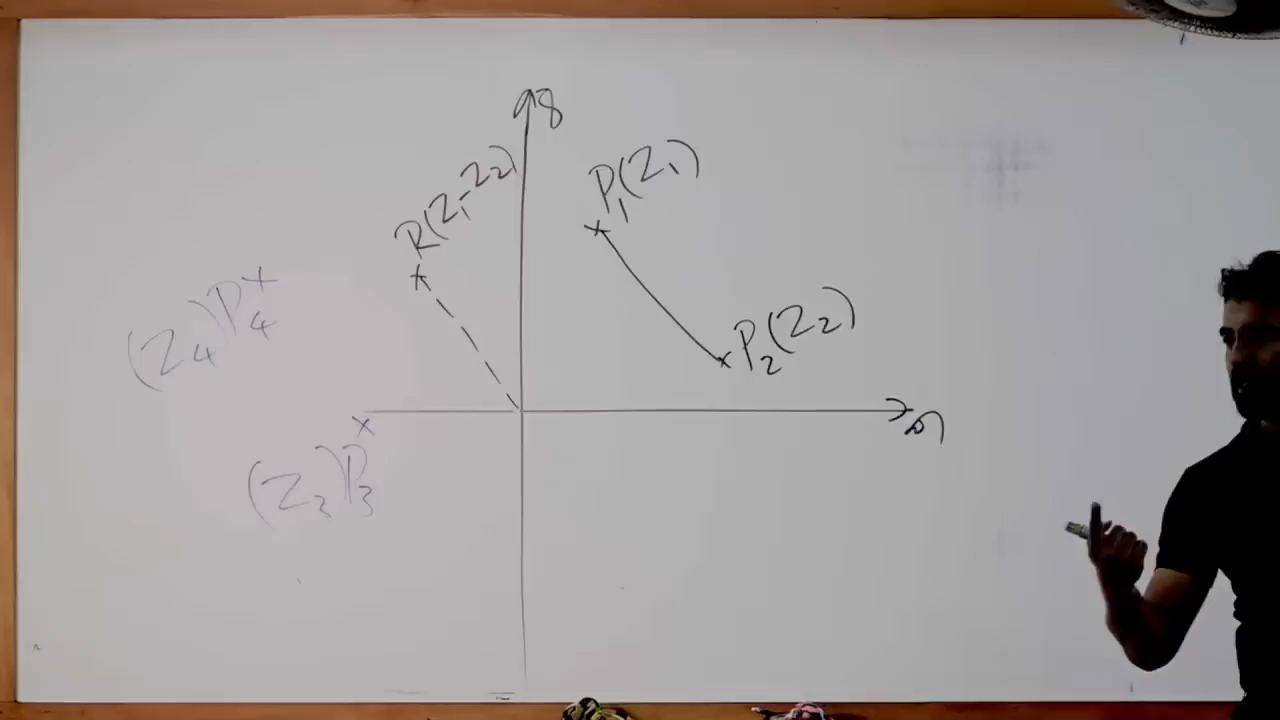 P₁(Z₁)
R(Z₁-Z₂)
P₂(Z₂)
(Z₄)P₄
(Z₃)P₃